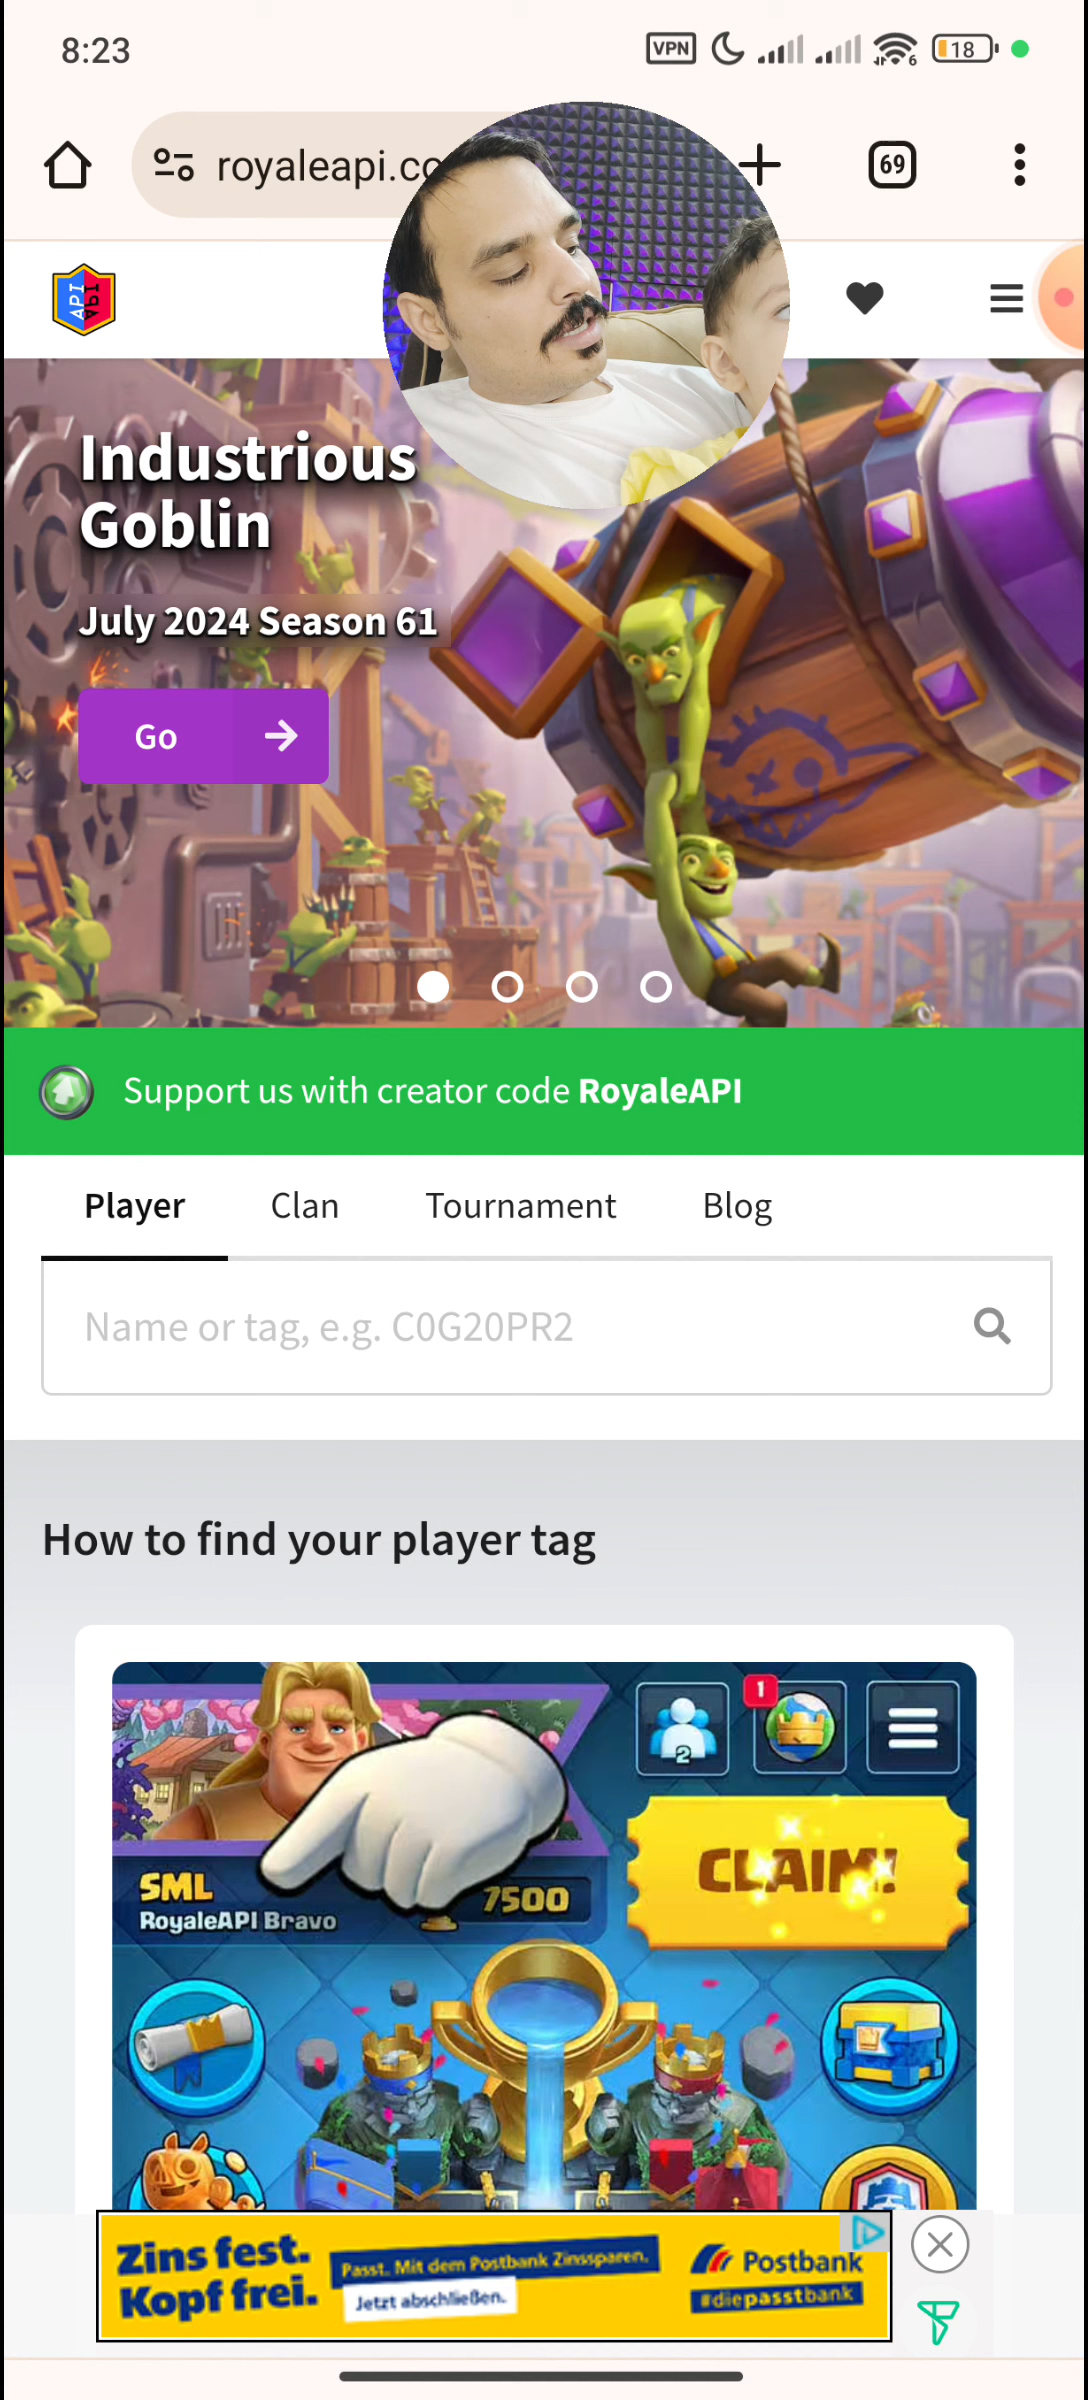 8:23
VPN
6
18
royaleapi.co
69
API
API
Industrious
Goblin
July 2024 Season 61
Go
Support us with creator code RoyaleAPI
Player
Clan
Tournament
Blog
Name or tag, e.g. C0G20PR2
How to find your player tag
2
1
CLAIM!
SML
7500
RoyaleAPI Bravo
Zins fest.
Kopf frei.
Passt. Mit dem Postbank Zinssparen.
Jetzt abschließen.
Postbank
#diepasstbank